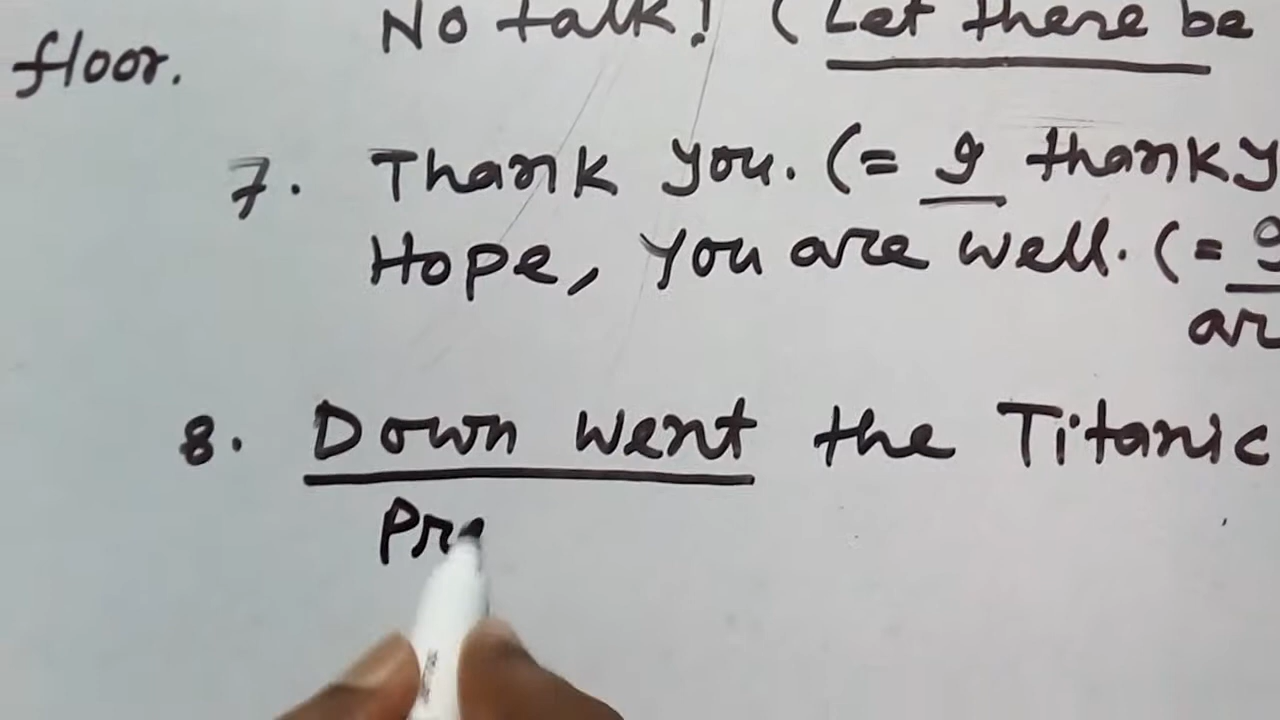 No talk! (Let there be
floor.
7. Thank you. (= I thank y
Hope, you are well. (= I
ar
8. Down went the Titanic
Pre